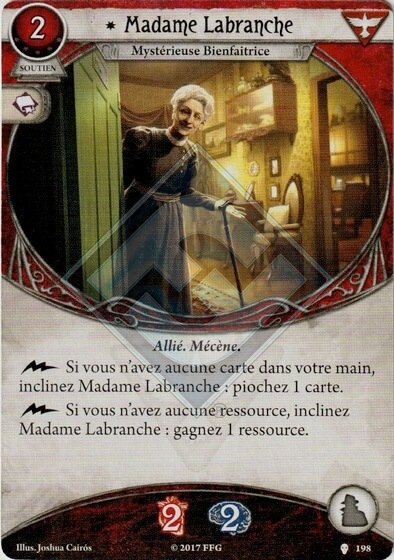 2
Madame Labranche
SOUTIEN
Mystérieuse Bienfaitrice
Allié. Mécène.
Si vous n'avez aucune carte dans votre main,
inclinez Madame Labranche : piochez 1 carte.
Si vous n'avez aucune ressource, inclinez
Madame Labranche : gagnez 1 ressource.
2 2
Illus. Joshua Cairós © 2017 FFG 198